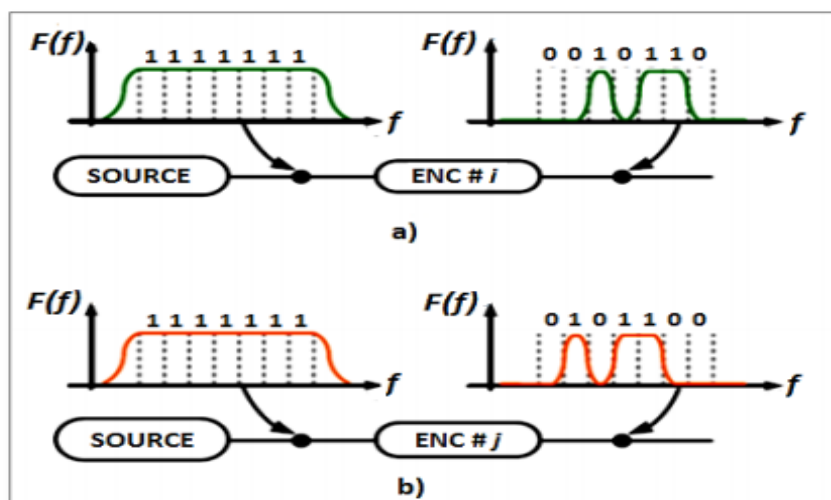 F(f) 1 1 1 1 1 1 1 f
F(f) 0 0 1 0 1 1 0 f
SOURCE ENC # i
a)
F(f) 1 1 1 1 1 1 1 f
F(f) 0 1 0 1 1 0 0 f
SOURCE ENC # j
b)